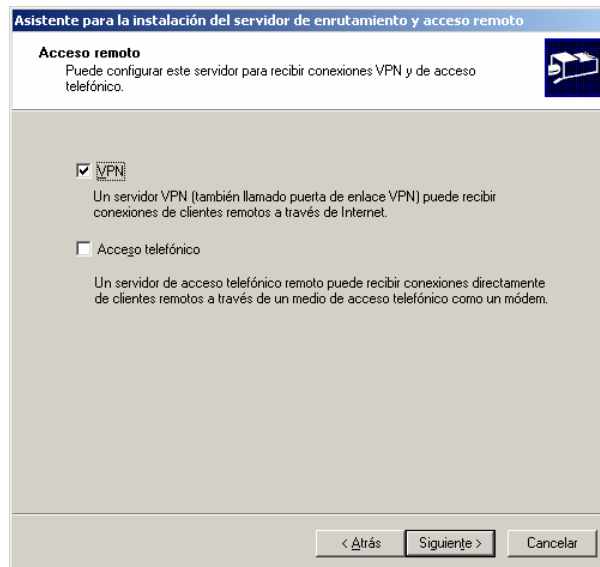 Asistente para la instalación del servidor de enrutamiento y acceso remoto
Acceso remoto
Puede configurar este servidor para recibir conexiones VPN y de acceso
telefónico.
VPN
Un servidor VPN (también llamado puerta de enlace VPN) puede recibir
conexiones de clientes remotos a través de Internet.
Acceso telefónico
Un servidor de acceso telefónico remoto puede recibir conexiones directamente
de clientes remotos a través de un medio de acceso telefónico como un módem.
< Atrás Siguiente > Cancelar